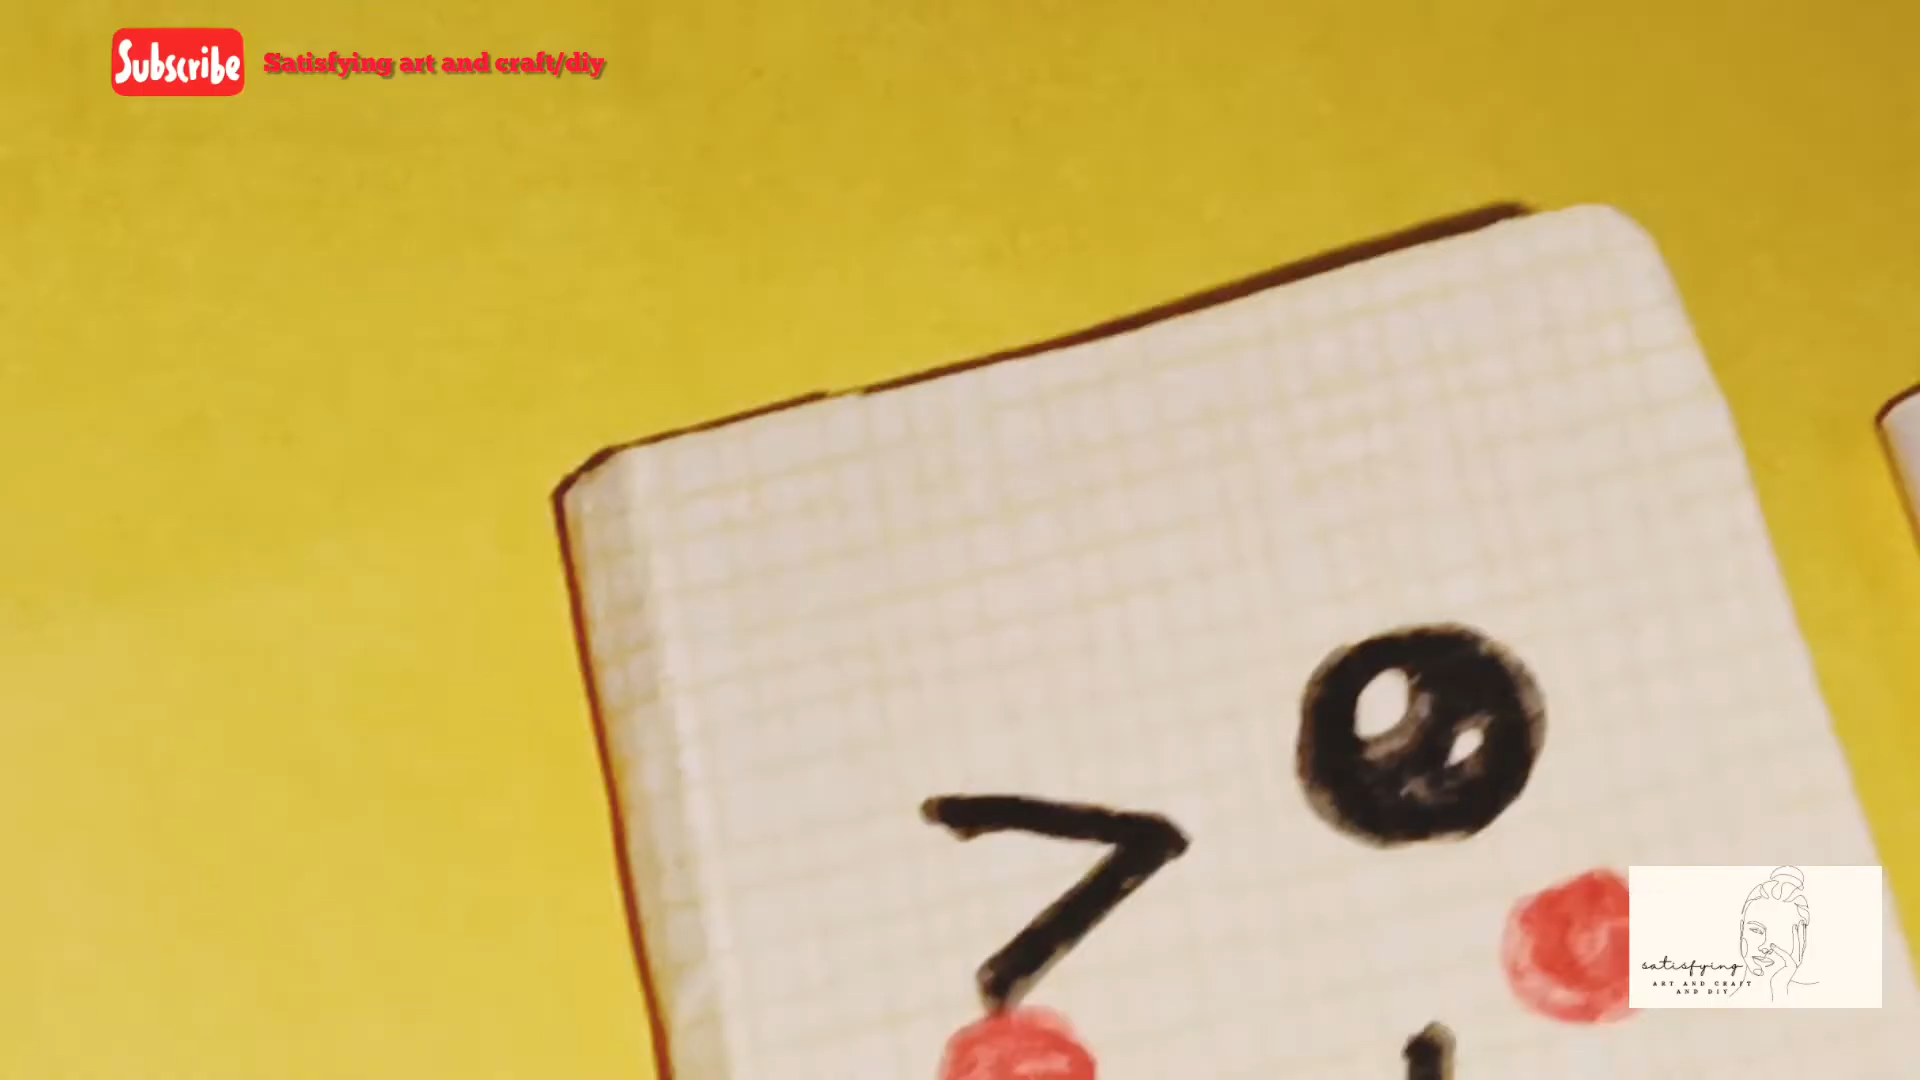 Subscribe
Satisfying art and craft/diy
satisfying
ART AND CRAFT
AND DIY